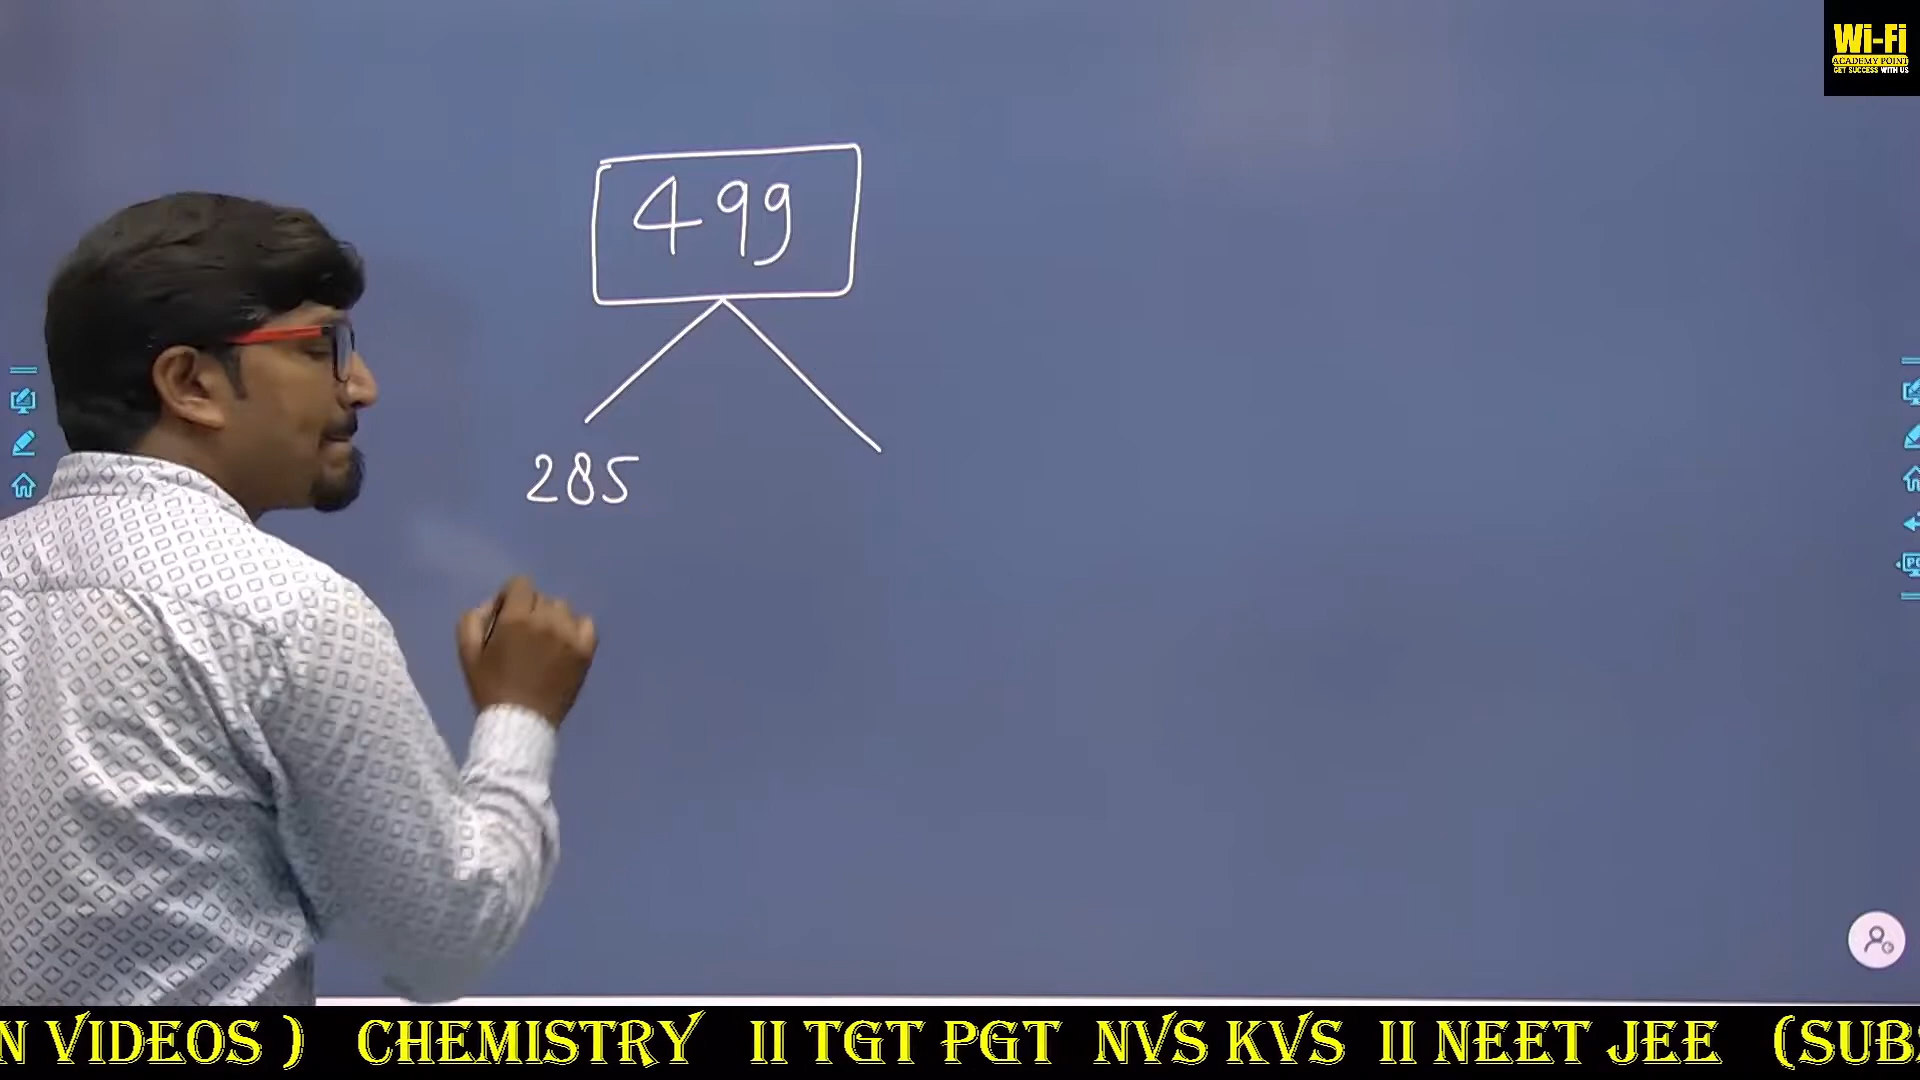 Wi-Fi
ACADEMY POINT
GET SUCCESS WITH US
499
285
N VIDEOS ) CHEMISTRY II TGT PGT NVS KVS II NEET JEE (SUB